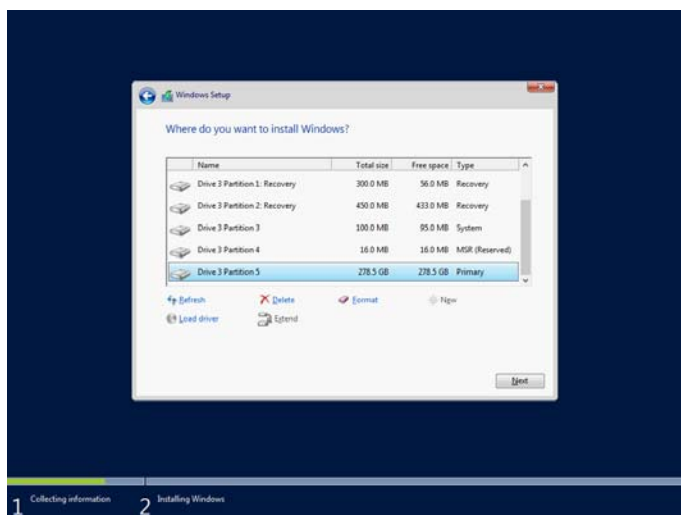 Windows Setup
Where do you want to install Windows?
Name Total size Free space Type
Drive 3 Partition 1: Recovery 300.0 MB 56.0 MB Recovery
Drive 3 Partition 2: Recovery 450.0 MB 433.0 MB Recovery
Drive 3 Partition 3 100.0 MB 95.0 MB System
Drive 3 Partition 4 16.0 MB 16.0 MB MSR (Reserved)
Drive 3 Partition 5 278.5 GB 278.5 GB Primary
Refresh Delete Format New
Load driver Extend
Next
1 Collecting information 2 Installing Windows